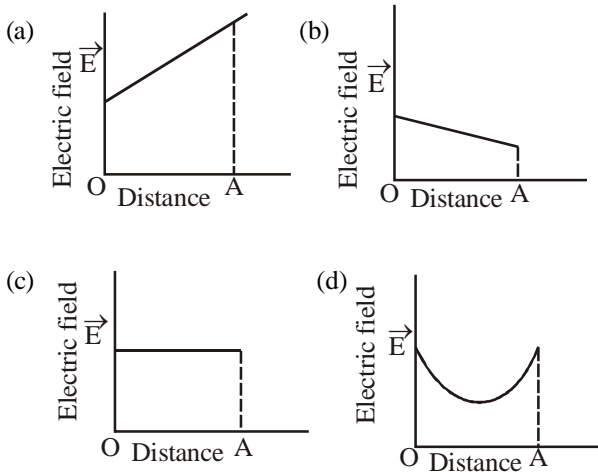 (a)
Electric field
E
O
Distance
A
(b)
Electric field
E
O
Distance
A
(c)
Electric field
E
O
Distance
A
(d)
Electric field
E
O
Distance
A